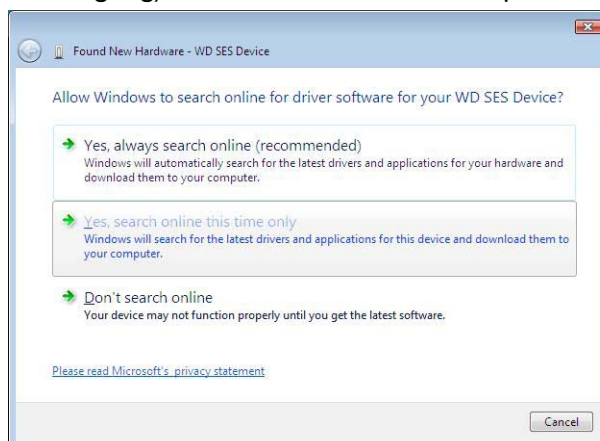 Found New Hardware - WD SES Device
Allow Windows to search online for driver software for your WD SES Device?
Yes, always search online (recommended)
Windows will automatically search for the latest drivers and applications for your hardware and
download them to your computer.
Yes, search online this time only
Windows will search for the latest drivers and applications for this device and download them to
your computer.
Don't search online
Your device may not function properly until you get the latest software.
Please read Microsoft's privacy statement
Cancel